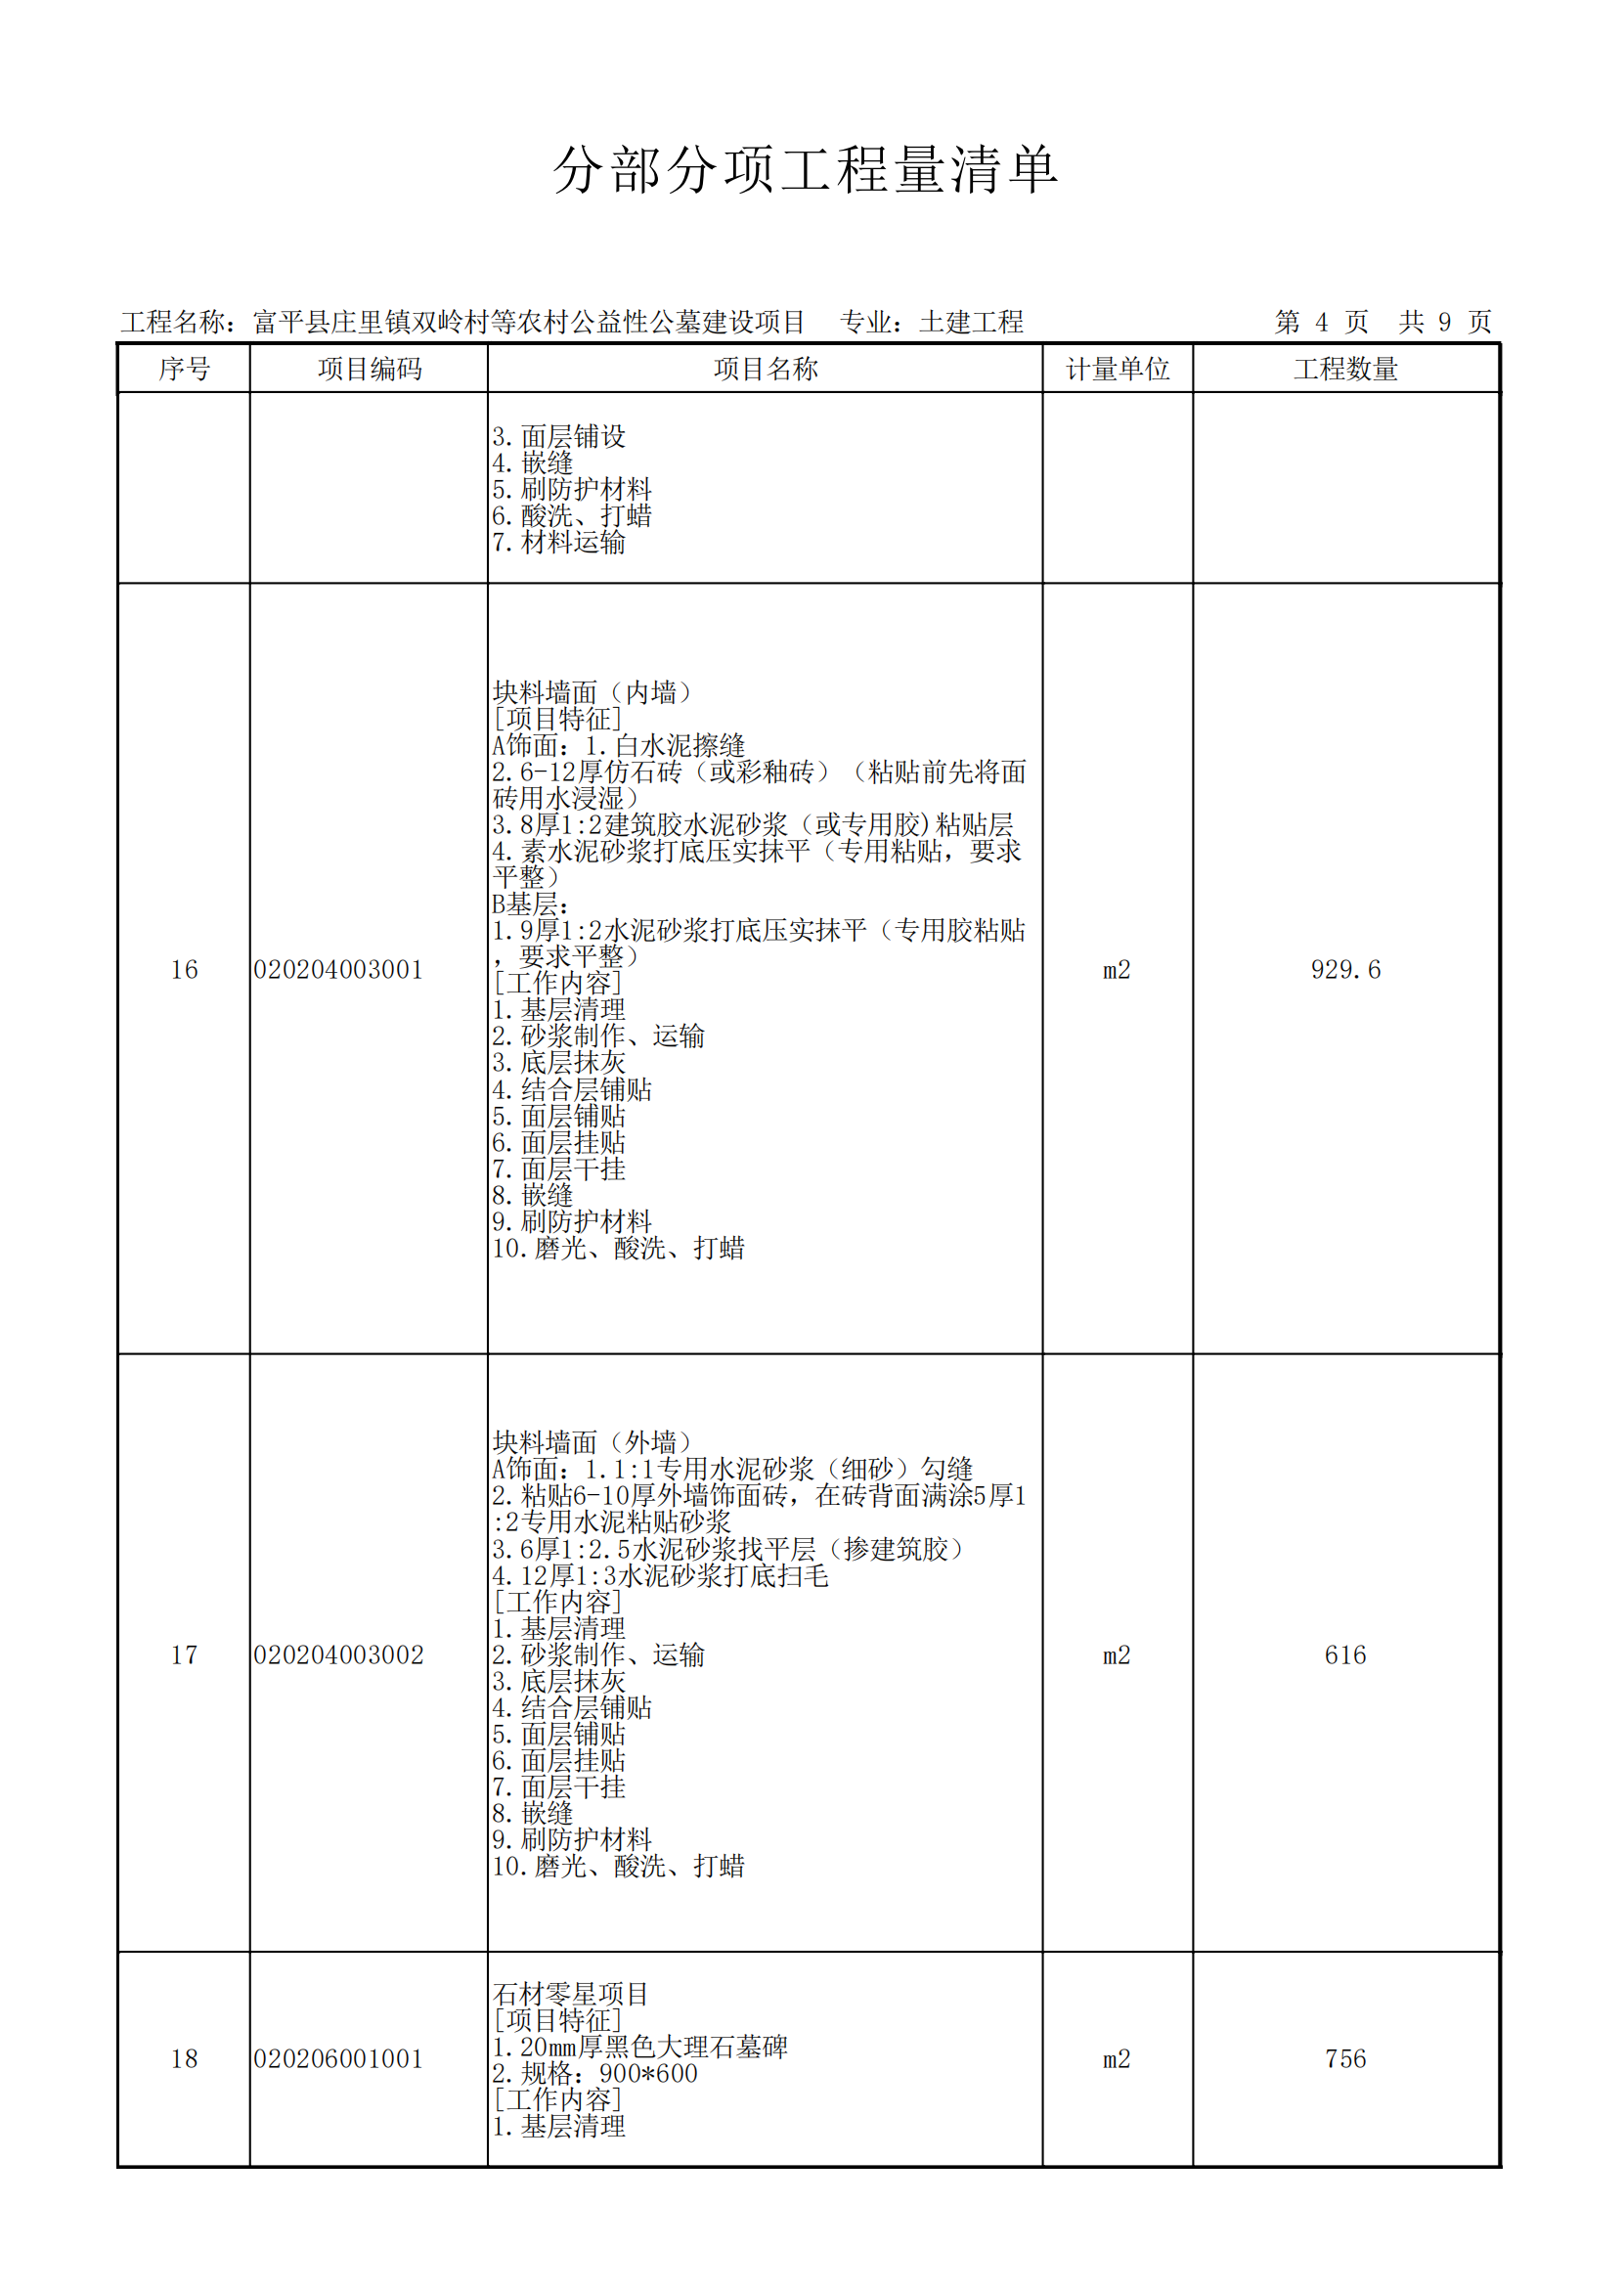 分部分项工程量清单
工程名称：富平县庄里镇双岭村等农村公益性公墓建设项目 专业：土建工程 第 4 页 共 9 页
序号 项目编码 项目名称 计量单位 工程数量
3.面层铺设
4.嵌缝
5.刷防护材料
6.酸洗、打蜡
7.材料运输
16 020204003001 m2 929.6
块料墙面（内墙）
[项目特征]
A饰面：1.白水泥擦缝
2.6-12厚仿石砖（或彩釉砖）（粘贴前先将面
砖用水浸湿）
3.8厚1:2建筑胶水泥砂浆（或专用胶)粘贴层
4.素水泥砂浆打底压实抹平（专用粘贴，要求
平整）
B基层：
1.9厚1:2水泥砂浆打底压实抹平（专用胶粘贴
，要求平整）
[工作内容]
1.基层清理
2.砂浆制作、运输
3.底层抹灰
4.结合层铺贴
5.面层铺贴
6.面层挂贴
7.面层干挂
8.嵌缝
9.刷防护材料
10.磨光、酸洗、打蜡
17 020204003002 m2 616
块料墙面（外墙）
A饰面：1.1:1专用水泥砂浆（细砂）勾缝
2.粘贴6-10厚外墙饰面砖，在砖背面满涂5厚1
:2专用水泥粘贴砂浆
3.6厚1:2.5水泥砂浆找平层（掺建筑胶）
4.12厚1:3水泥砂浆打底扫毛
[工作内容]
1.基层清理
2.砂浆制作、运输
3.底层抹灰
4.结合层铺贴
5.面层铺贴
6.面层挂贴
7.面层干挂
8.嵌缝
9.刷防护材料
10.磨光、酸洗、打蜡
18 020206001001 m2 756
石材零星项目
[项目特征]
1.20mm厚黑色大理石墓碑
2.规格：900*600
[工作内容]
1.基层清理